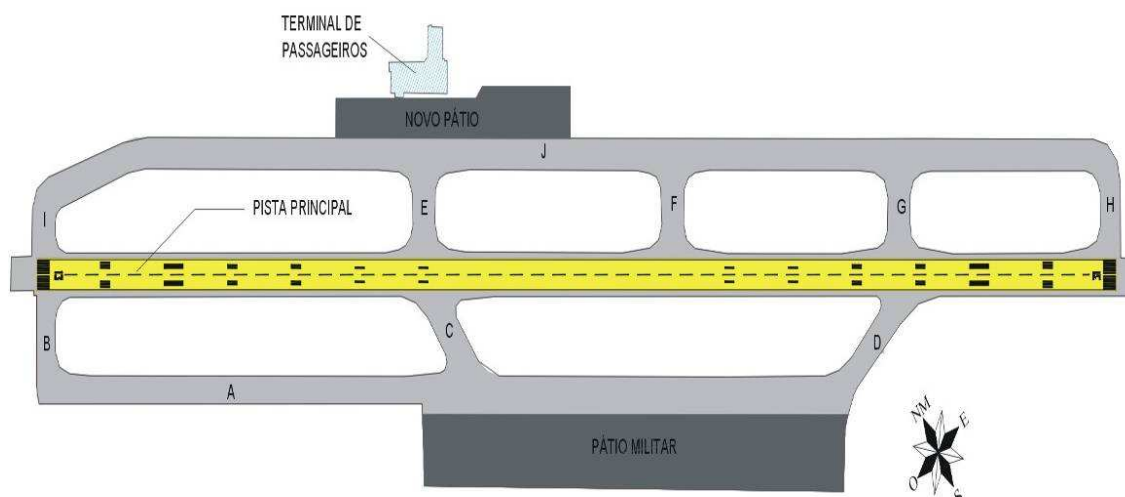 TERMINAL DE
PASSAGEIROS
NOVO PÁTIO
J
I
E
F
G
H
PISTA PRINCIPAL
B
C
D
A
PÁTIO MILITAR
NM
E
O
S